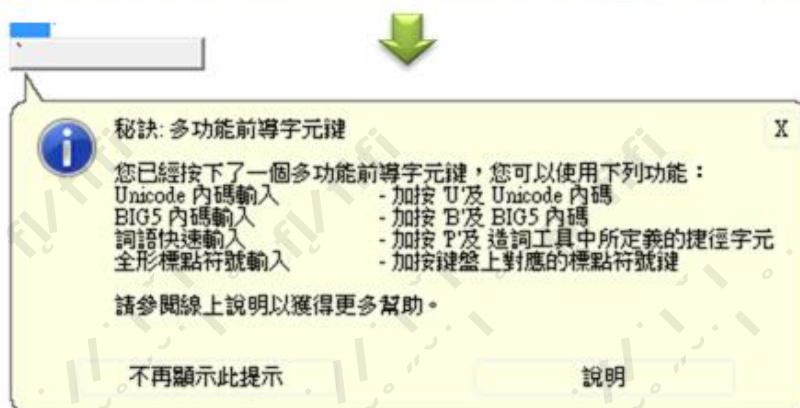 `
秘訣: 多功能前導字元鍵
X
您已經按下了一個多功能前導字元鍵，您可以使用下列功能：
Unicode 內碼輸入 - 加按 'U'及 Unicode 內碼
BIG5 內碼輸入 - 加按 'B'及 BIG5 內碼
詞語快速輸入 - 加按 'P'及 造詞工具中所定義的捷徑字元
全形標點符號輸入 - 加按鍵盤上對應的標點符號鍵
請參閱線上說明以獲得更多幫助。
不再顯示此提示 說明